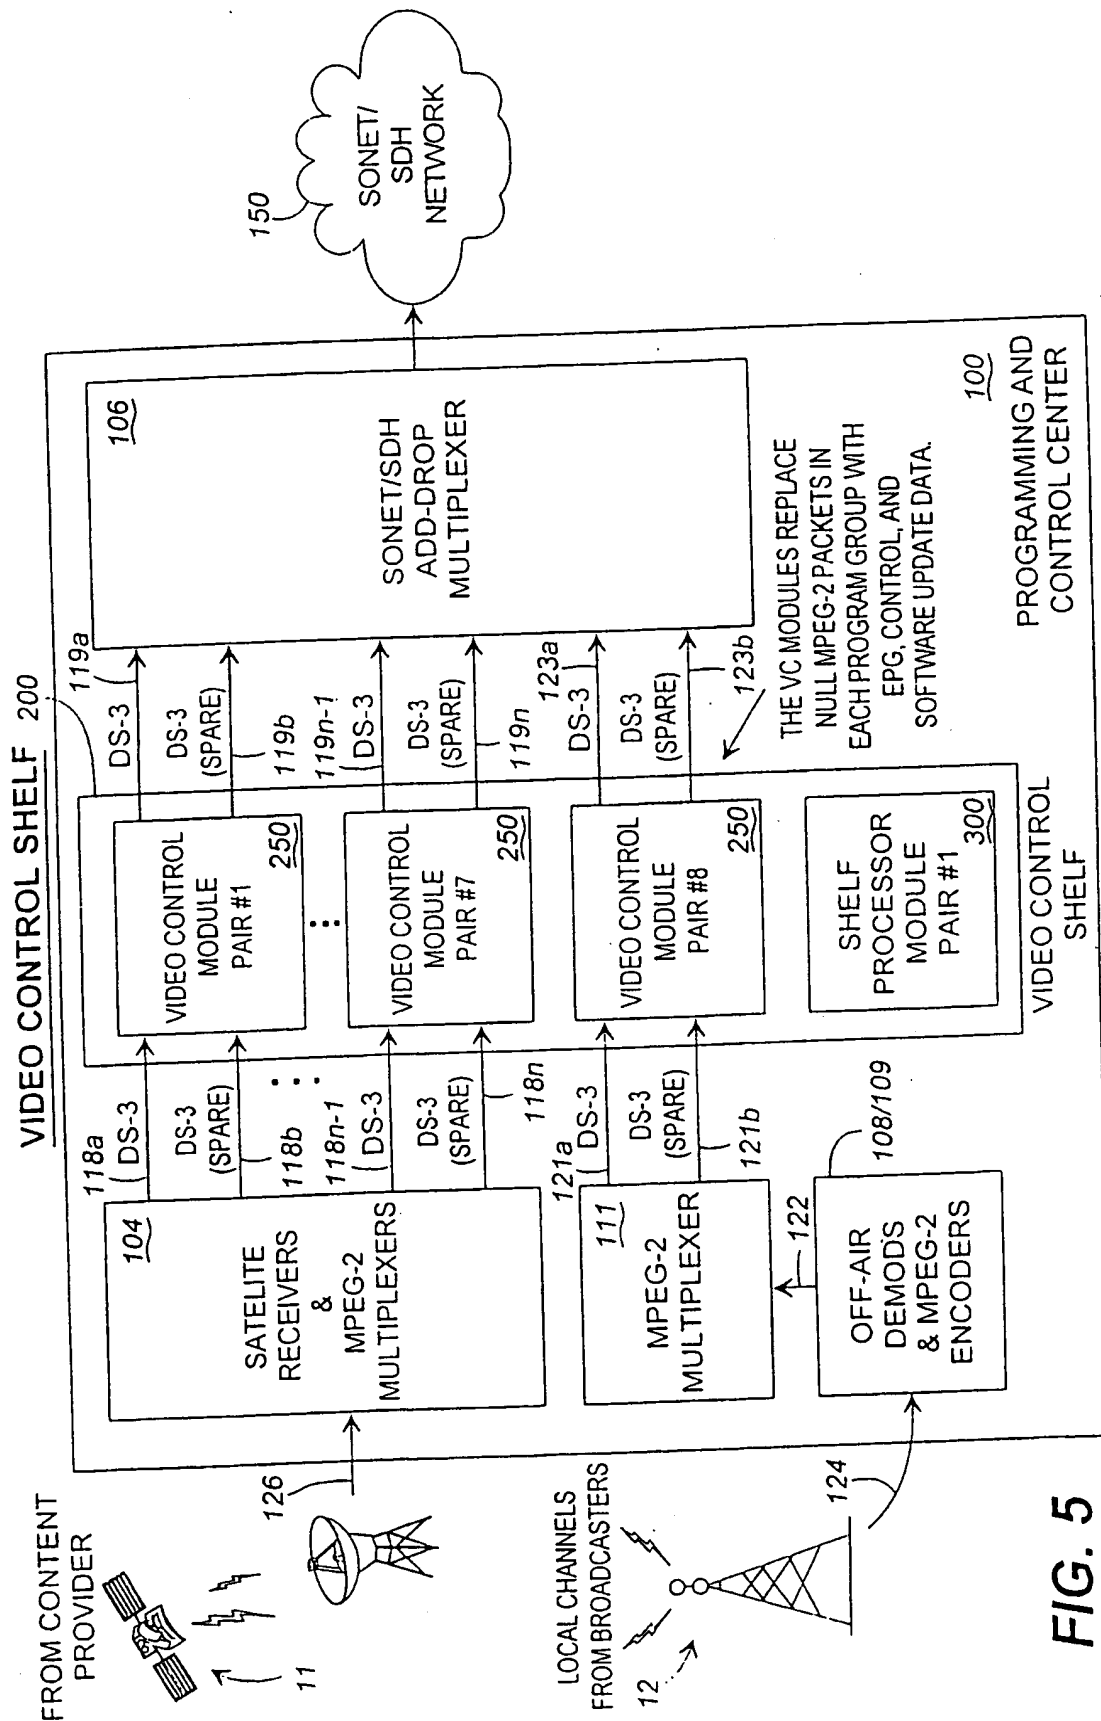 VIDEO CONTROL SHELF
FROM CONTENT
PROVIDER
11
126
LOCAL CHANNELS
FROM BROADCASTERS
12
124
104
SATELITE
RECEIVERS
&
MPEG-2
MULTIPLEXERS
111
MPEG-2
MULTIPLEXER
122
108/109
OFF-AIR
DEMODS
& MPEG-2
ENCODERS
118a
DS-3
DS-3
(SPARE)
118b
118n-1
DS-3
DS-3
(SPARE)
118n
121a
DS-3
DS-3
(SPARE)
121b
200
VIDEO CONTROL
MODULE
PAIR #1
250
VIDEO CONTROL
MODULE
PAIR #7
250
VIDEO CONTROL
MODULE
PAIR #8
250
SHELF
PROCESSOR
MODULE
PAIR #1
300
VIDEO CONTROL
SHELF
119a
DS-3
DS-3
(SPARE)
119b
119n-1
DS-3
DS-3
(SPARE)
119n
123a
DS-3
DS-3
(SPARE)
123b
106
SONET/SDH
ADD-DROP
MULTIPLEXER
THE VC MODULES REPLACE
NULL MPEG-2 PACKETS IN
EACH PROGRAM GROUP WITH
EPG, CONTROL, AND
SOFTWARE UPDATE DATA.
100
PROGRAMMING AND
CONTROL CENTER
150
SONET/
SDH
NETWORK
FIG. 5